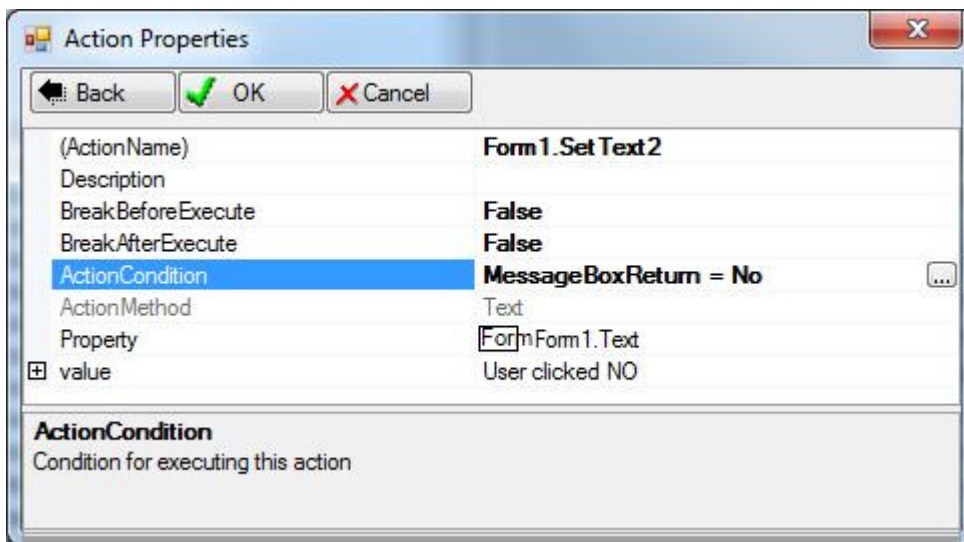 Action Properties
Back OK Cancel
(ActionName) Form1.SetText2
Description
BreakBeforeExecute False
BreakAfterExecute False
ActionCondition MessageBoxReturn = No ...
ActionMethod Text
Property Form Form1.Text
value User clicked NO
ActionCondition
Condition for executing this action